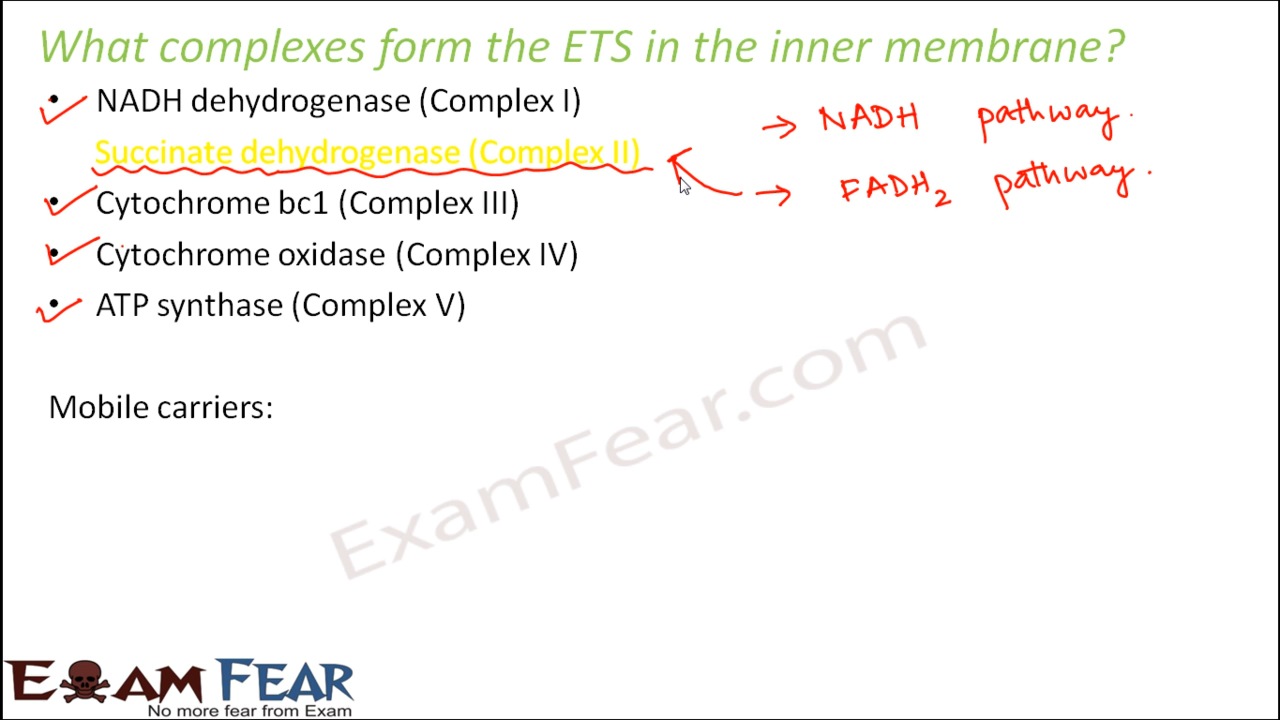 What complexes form the ETS in the inner membrane?
• NADH dehydrogenase (Complex I)
→ NADH pathway.
Succinate dehydrogenase (Complex II)
→ FADH₂ pathway.
• Cytochrome bc1 (Complex III)
• Cytochrome oxidase (Complex IV)
• ATP synthase (Complex V)
Mobile carriers:
ExamFear.com
EXAM FEAR
No more fear from Exam